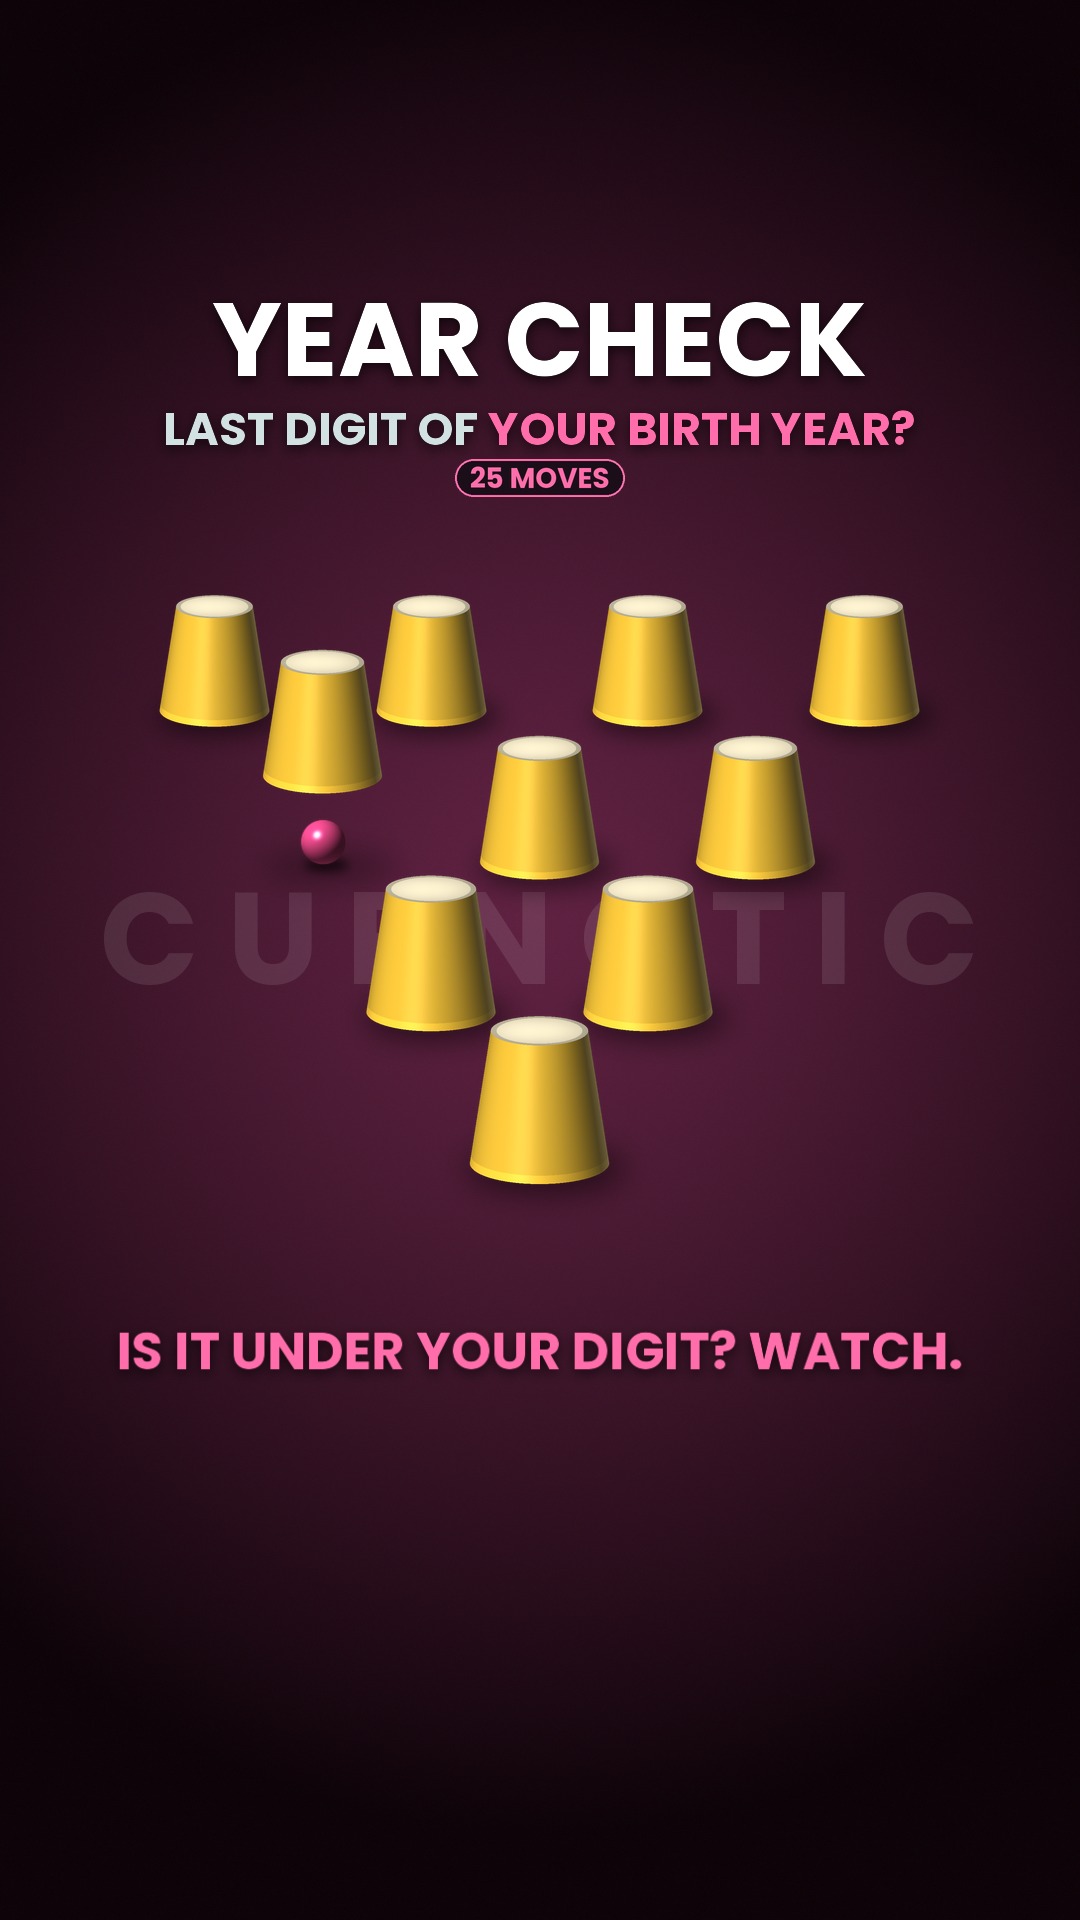 YEAR CHECK
LAST DIGIT OF YOUR BIRTH YEAR?
25 MOVES
IS IT UNDER YOUR DIGIT? WATCH.